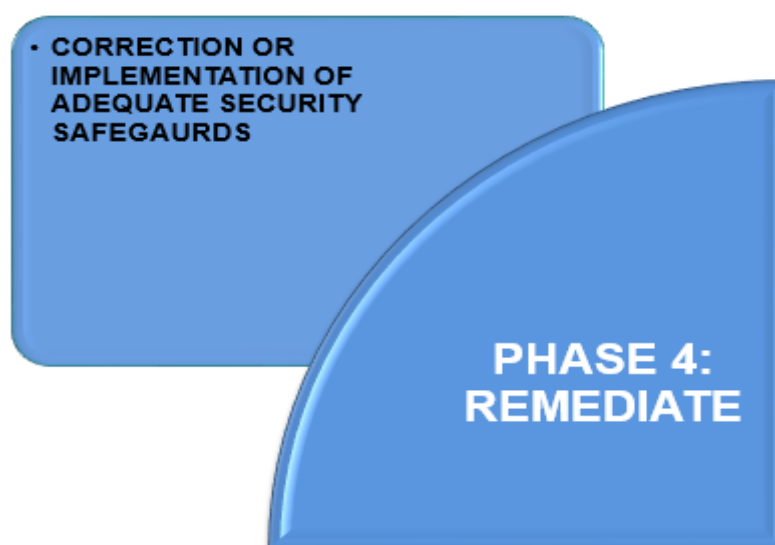 • CORRECTION OR
IMPLEMENTATION OF
ADEQUATE SECURITY
SAFEGAURDS
PHASE 4:
REMEDIATE